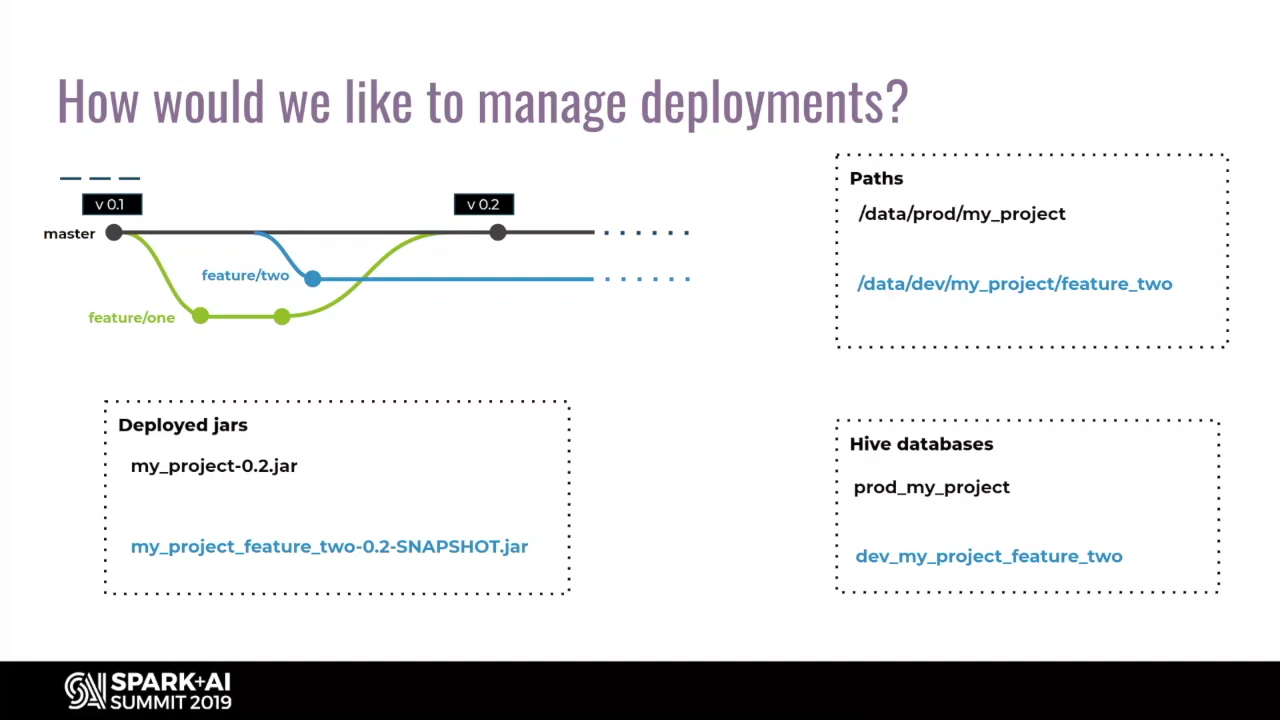 How would we like to manage deployments?
v 0.1
v 0.2
master
feature/two
feature/one
Paths
/data/prod/my_project
/data/dev/my_project/feature_two
Deployed jars
my_project-0.2.jar
my_project_feature_two-0.2-SNAPSHOT.jar
Hive databases
prod_my_project
dev_my_project_feature_two
SPARK+AI
SUMMIT 2019